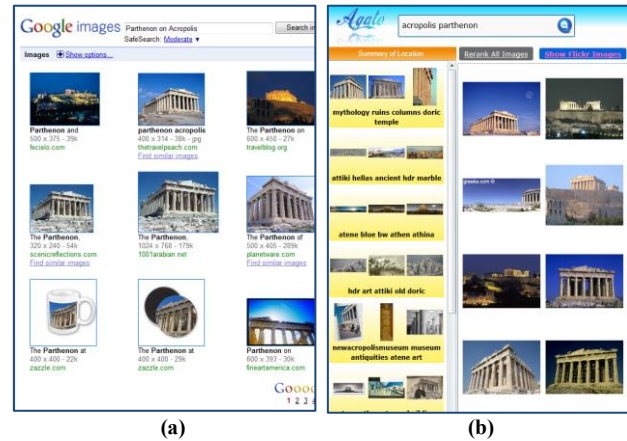 Google images Parthenon on Acropolis Search
SafeSearch: Moderate ▼
Images Show options...
Parthenon and
500 x 375 - 39k
fecielo.com
parthenon acropolis
400 x 314 - 38k - jpg
thetravelpeach.com
Find similar images
The Parthenon on
600 x 450 - 27k
travelblog.org
The Parthenon,
320 x 240 - 54k
scenicreflections.com
Find similar images
The Parthenon,
1024 x 768 - 179k
1001arabian.net
The Parthenon of
500 x 405 - 289k
planetware.com
Find similar images
The Parthenon at
400 x 400 - 22k
zazzle.com
The Parthenon at
400 x 400 - 29k
zazzle.com
Parthenon on
600 x 393 - 30k
fineartamerica.com
Gooo
1 2 3
(a)
Agate
acropolis parthenon
Summary of Location
Rerank All Images Show Flickr Images
mythology ruins columns doric
temple
attiki hellas ancient hdr marble
atene blue bw athen athina
hdr art attiki old doric
newacropolismuseum museum
antiquities atene art
greeka.com ©
(b)